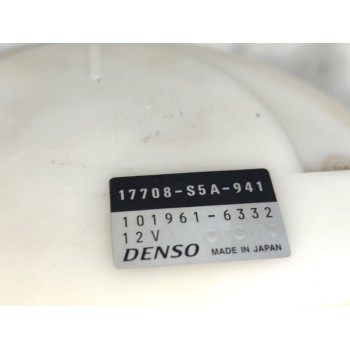 17708-S5A-941
101961-6332
12V
DENSO MADE IN JAPAN